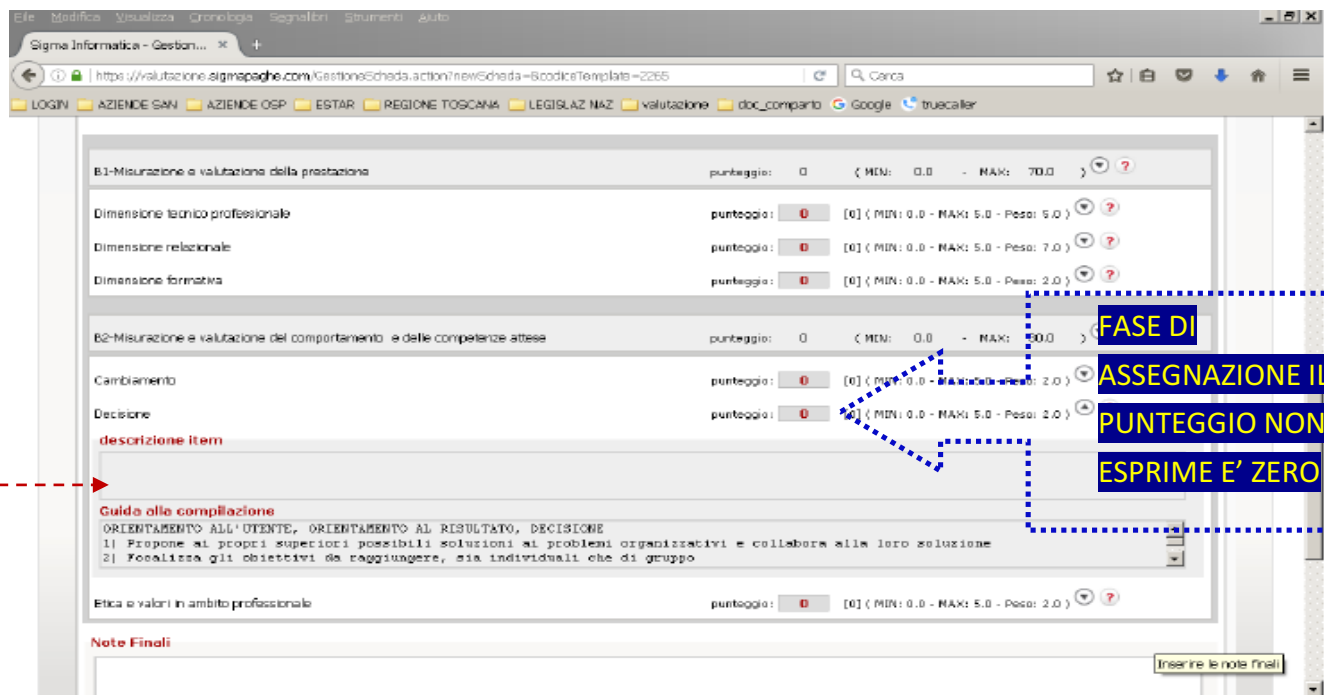 File Modifica Visualizza Cronologia Segnalibri Strumenti Aiuto
Sigma Informatica - Gestion... × +
https://valutazione.sigmapaghe.com/GestioneScheda.action?newScheda=&codiceTemplate=2265 Cerca
LOGIN AZIENDE SAN AZIENDE OSP ESTAR REGIONE TOSCANA LEGISLAZ NAZ valutazione doc_comparto Google truecaller
B1-Misurazione e valutazione della prestazione punteggio: 0 ( MIN: 0.0 - MAX: 70.0 ) ?
Dimensione tecnico professionale punteggio: 0 [0] ( MIN: 0.0 - MAX: 5.0 - Peso: 5.0 ) ?
Dimensione relazionale punteggio: 0 [0] ( MIN: 0.0 - MAX: 5.0 - Peso: 7.0 ) ?
Dimensione formativa punteggio: 0 [0] ( MIN: 0.0 - MAX: 5.0 - Peso: 2.0 ) ?
B2-Misurazione e valutazione del comportamento e delle competenze attese punteggio: 0 ( MIN: 0.0 - MAX: )
Cambiamento punteggio: 0 [0] ( MIN: 0.0 - MAX: 5.0 - Peso: 2.0 )
Decisione punteggio: 0 [0] ( MIN: 0.0 - MAX: 5.0 - Peso: 2.0 )
FASE DI
ASSEGNAZIONE IL
PUNTEGGIO NON
ESPRIME E’ ZERO
descrizione item
Guida alla compilazione
ORIENTAMENTO ALL'UTENTE, ORIENTAMENTO AL RISULTATO, DECISIONE
1| Propone ai propri superiori possibili soluzioni ai problemi organizzativi e collabora alla loro soluzione
2| Focalizza gli obiettivi da raggiungere, sia individuali che di gruppo
Etica e valori in ambito professionale punteggio: 0 [0] ( MIN: 0.0 - MAX: 5.0 - Peso: 2.0 ) ?
Note Finali
Inserire le note finali